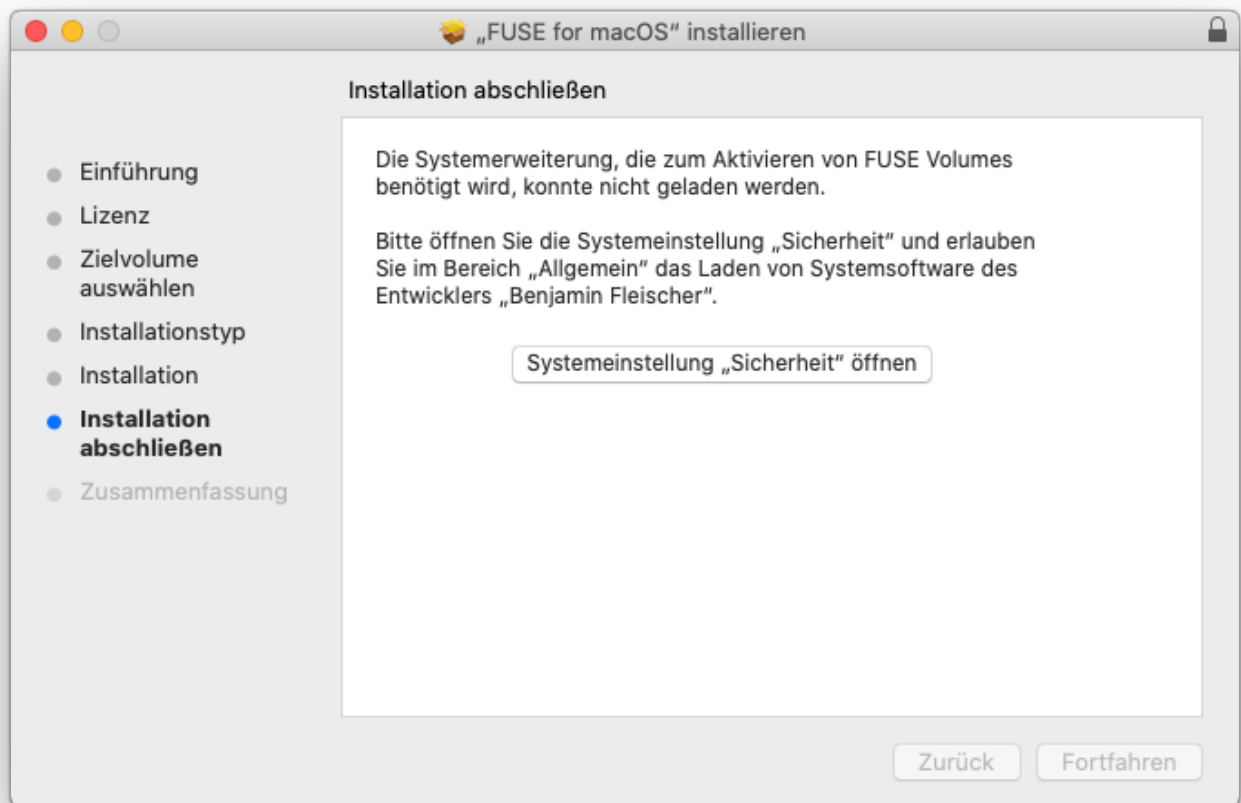 „FUSE for macOS“ installieren
Installation abschließen
Einführung
Lizenz
Zielvolume
auswählen
Installationstyp
Installation
Installation
abschließen
Zusammenfassung
Die Systemerweiterung, die zum Aktivieren von FUSE Volumes
benötigt wird, konnte nicht geladen werden.
Bitte öffnen Sie die Systemeinstellung „Sicherheit“ und erlauben
Sie im Bereich „Allgemein“ das Laden von Systemsoftware des
Entwicklers „Benjamin Fleischer“.
Systemeinstellung „Sicherheit“ öffnen
Zurück
Fortfahren